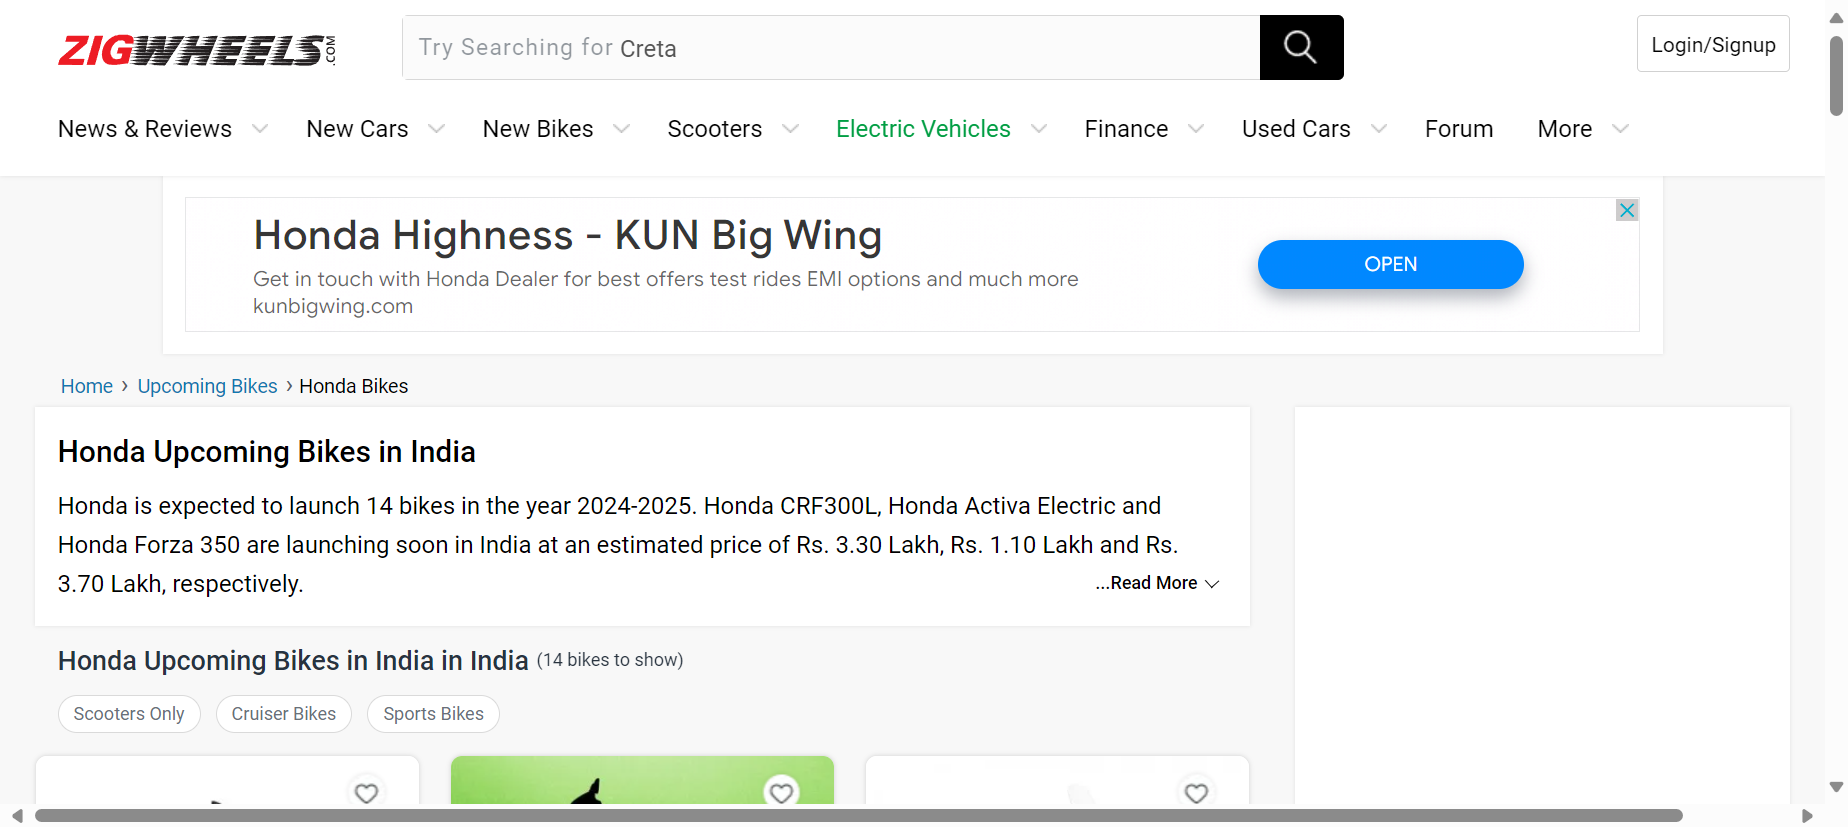 ZIGWHEELS.COM
Try Searching for Creta
Login/Signup
News & Reviews New Cars New Bikes Scooters Electric Vehicles Finance Used Cars Forum More
Honda Highness - KUN Big Wing
Get in touch with Honda Dealer for best offers test rides EMI options and much more
kunbigwing.com
OPEN
Home › Upcoming Bikes › Honda Bikes
Honda Upcoming Bikes in India
Honda is expected to launch 14 bikes in the year 2024-2025. Honda CRF300L, Honda Activa Electric and
Honda Forza 350 are launching soon in India at an estimated price of Rs. 3.30 Lakh, Rs. 1.10 Lakh and Rs.
3.70 Lakh, respectively.
...Read More
Honda Upcoming Bikes in India in India (14 bikes to show)
Scooters Only Cruiser Bikes Sports Bikes